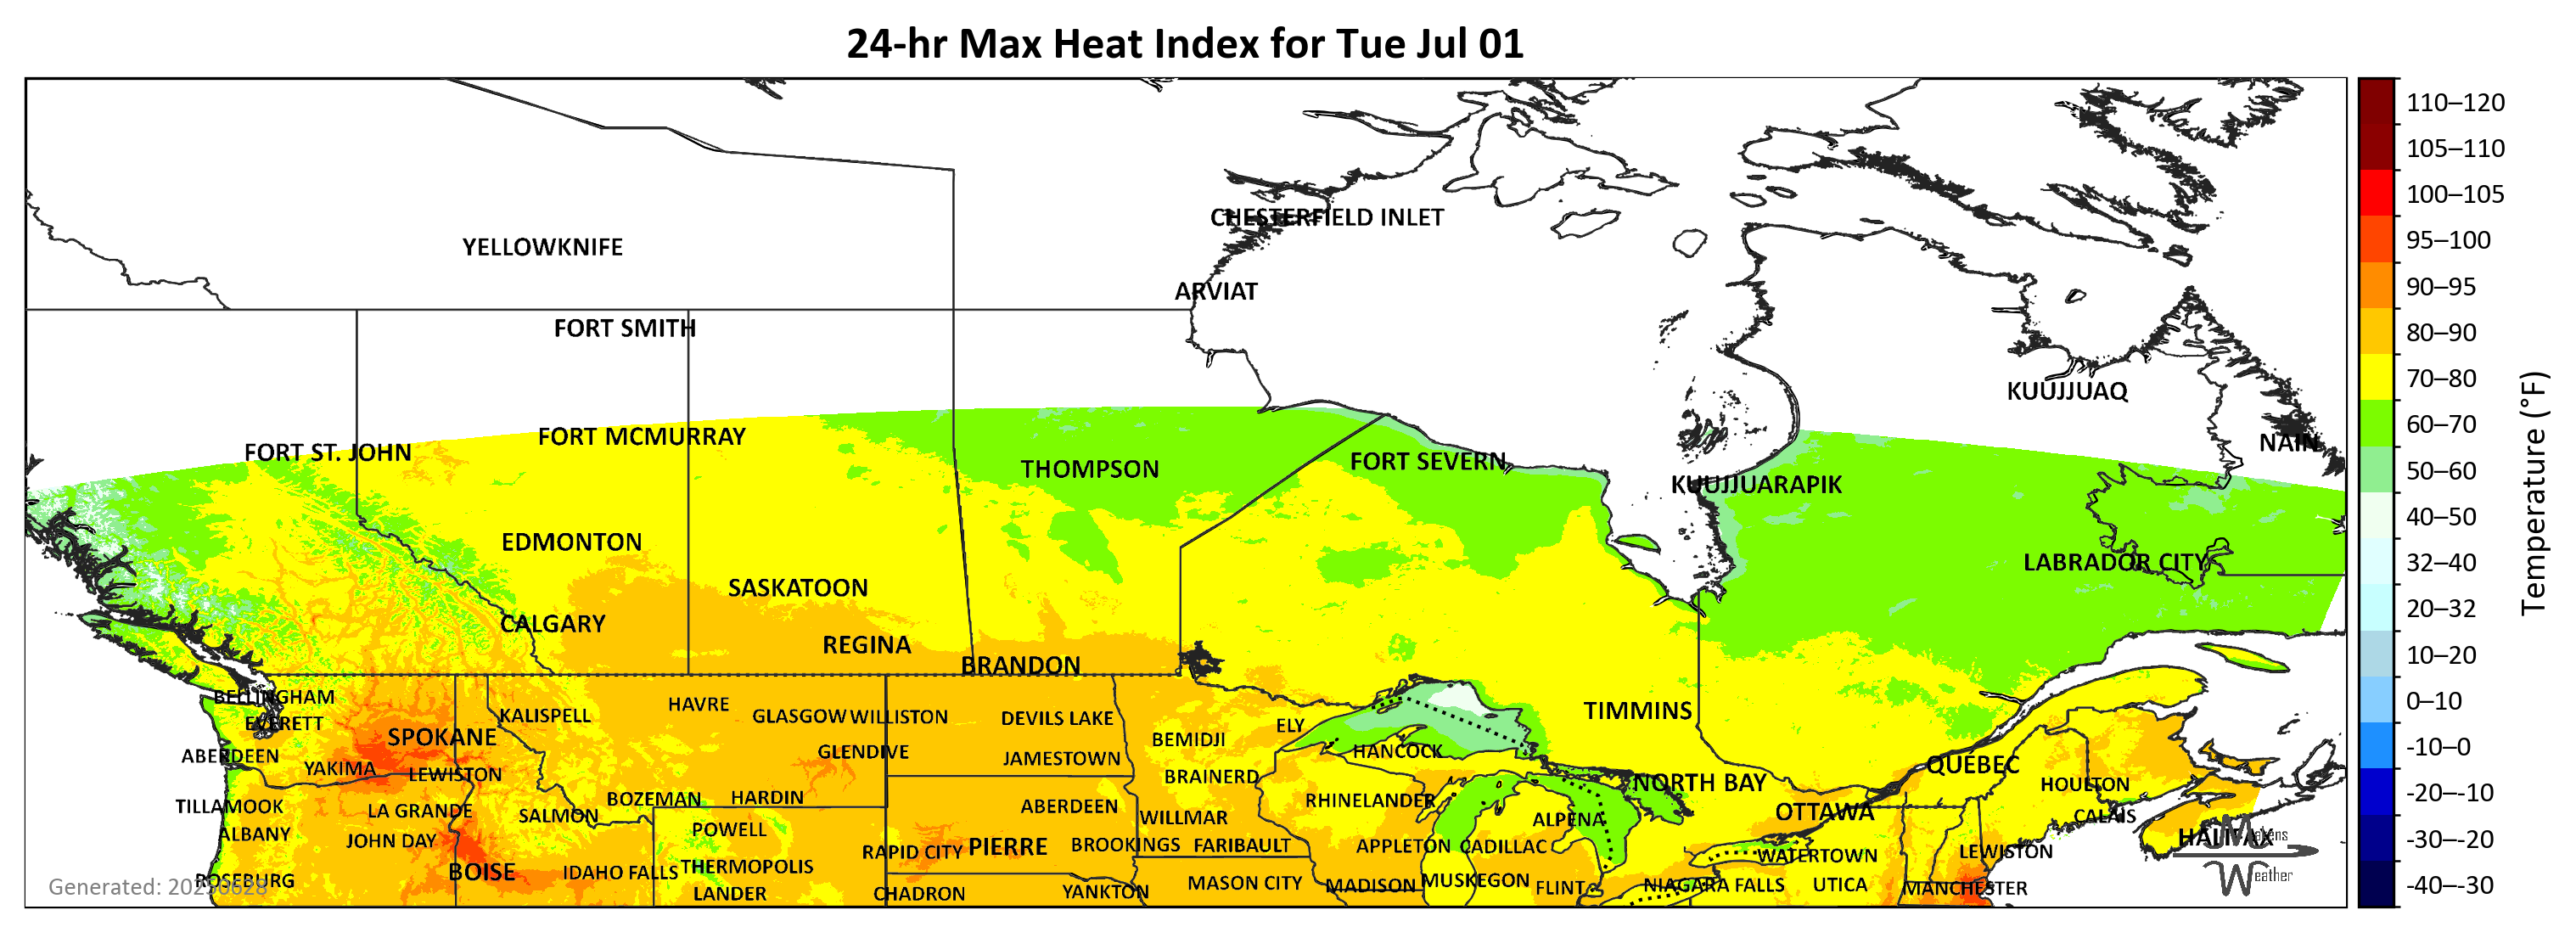 24-hr Max Heat Index for Tue Jul 01
110–120
105–110
100–105
95–100
90–95
80–90
70–80
60–70
50–60
40–50
32–40
20–32
10–20
0–10
-10–0
-20–-10
-30–-20
-40–-30
Temperature (°F)
CHESTERFIELD INLET
YELLOWKNIFE
ARVIAT
FORT SMITH
KUUJJUAQ
FORT MCMURRAY
NAIN
FORT ST. JOHN
FORT SEVERN
THOMPSON
KUUJJUARAPIK
EDMONTON
LABRADOR CITY
SASKATOON
CALGARY
REGINA
BRANDON
BELLINGHAM
HAVRE
TIMMINS
KALISPELL
GLASGOW
WILLISTON
DEVILS LAKE
EVERETT
ELY
SPOKANE
BEMIDJI
ABERDEEN
GLENDIVE
JAMESTOWN
HANCOCK
QUÉBEC
YAKIMA
LEWISTON
BRAINERD
NORTH BAY
HOULTON
BOZEMAN
HARDIN
RHINELANDER
TILLAMOOK
LA GRANDE
SALMON
ABERDEEN
WILLMAR
ALPENA
OTTAWA
CALAIS
ALBANY
JOHN DAY
POWELL
HALIFAX
Makens
RAPID CITY
PIERRE
BROOKINGS
FARIBAULT
APPLETON
CADILLAC
WATERTOWN
LEWISTON
BOISE
IDAHO FALLS
THERMOPOLIS
Weather
ROSEBURG
Generated: 20250628
LANDER
CHADRON
YANKTON
MASON CITY
MADISON
MUSKEGON
FLINT
NIAGARA FALLS
UTICA
MANCHESTER